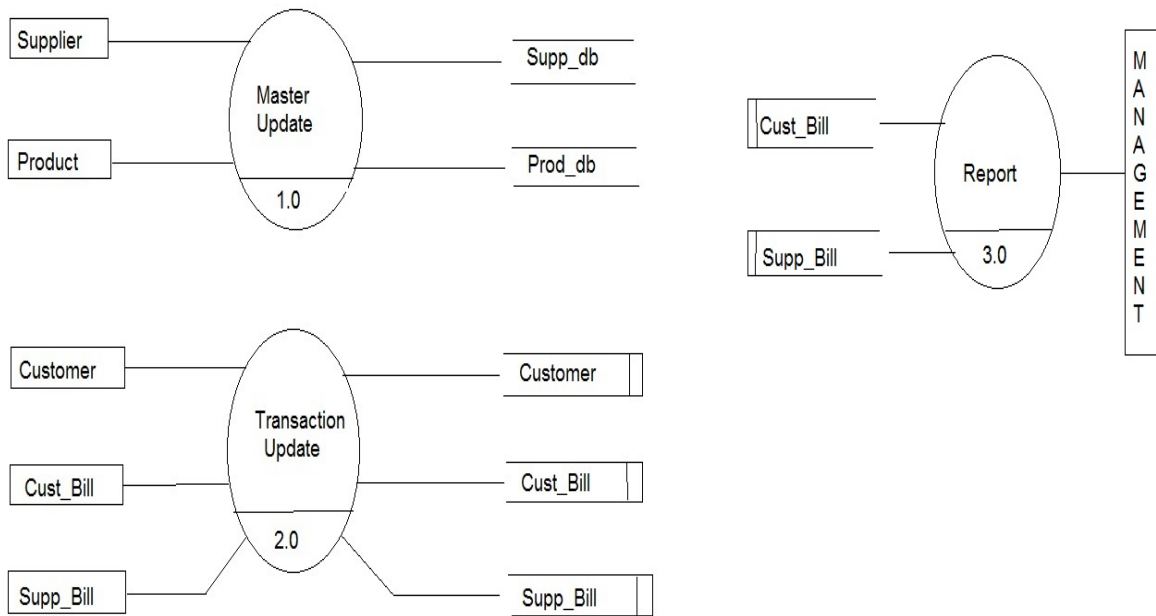 Supplier
Product
Master
Update
1.0
Supp_db
Prod_db
Customer
Cust_Bill
Supp_Bill
Transaction
Update
2.0
Customer
Cust_Bill
Supp_Bill
Cust_Bill
Supp_Bill
Report
3.0
MANAGEMENT